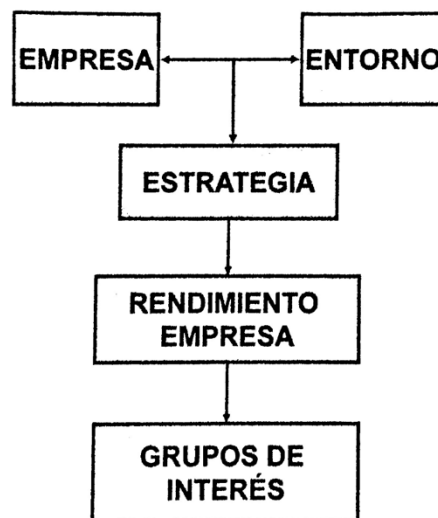 EMPRESA
ENTORNO
ESTRATEGIA
RENDIMIENTO
EMPRESA
GRUPOS DE
INTERÉS